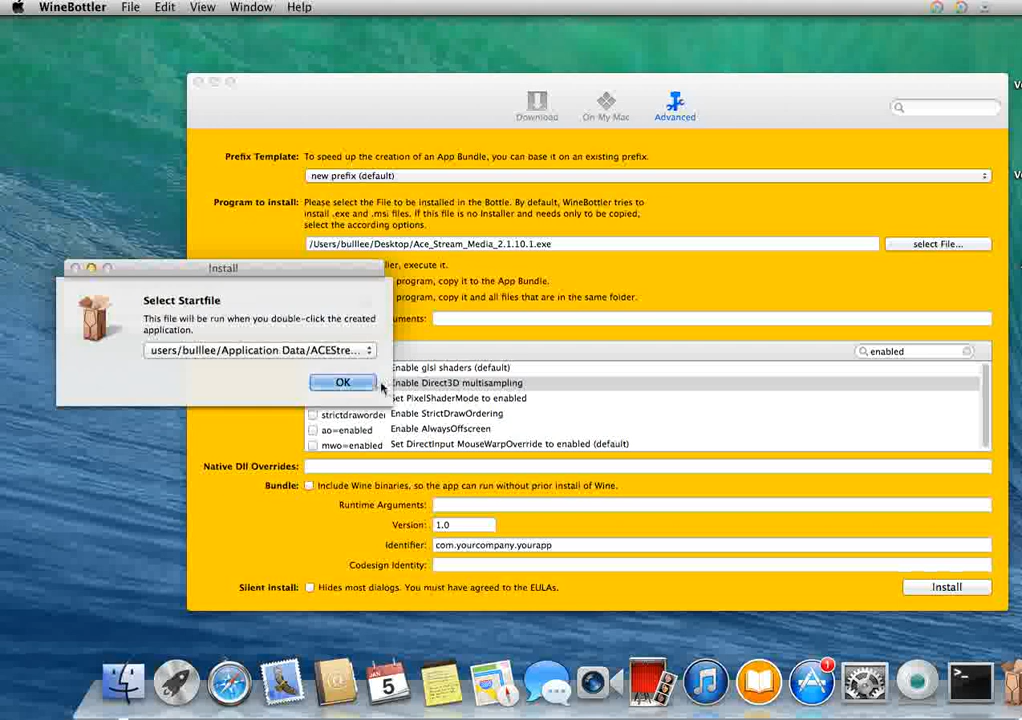 WineBottler File Edit View Window Help
Download On My Mac Advanced
Prefix Template: To speed up the creation of an App Bundle, you can base it on an existing prefix.
new prefix (default)
Program to install: Please select the File to be installed in the Bottle. By default, WineBottler tries to
install .exe and .msi files. If this file is no Installer and needs only to be copied,
select the according options.
/Users/bulllee/Desktop/Ace_Stream_Media_2.1.10.1.exe select File...
Install
ller, execute it.
Select Startfile
program, copy it to the App Bundle.
This file will be run when you double-click the created
application.
program, copy it and all files that are in the same folder.
uments:
users/bulllee/Application Data/ACEStre...
enabled
OK
nable glsl shaders (default)
nable Direct3D multisampling
et PixelShaderMode to enabled
strictdraworder Enable StrictDrawOrdering
ao=enabled Enable AlwaysOffscreen
mwo=enabled Set DirectInput MouseWarpOverride to enabled (default)
Native Dll Overrides:
Bundle: Include Wine binaries, so the app can run without prior install of Wine.
Runtime Arguments:
Version: 1.0
Identifier: com.yourcompany.yourapp
Codesign Identity:
Silent install: Hides most dialogs. You must have agreed to the EULAs. Install
5
1